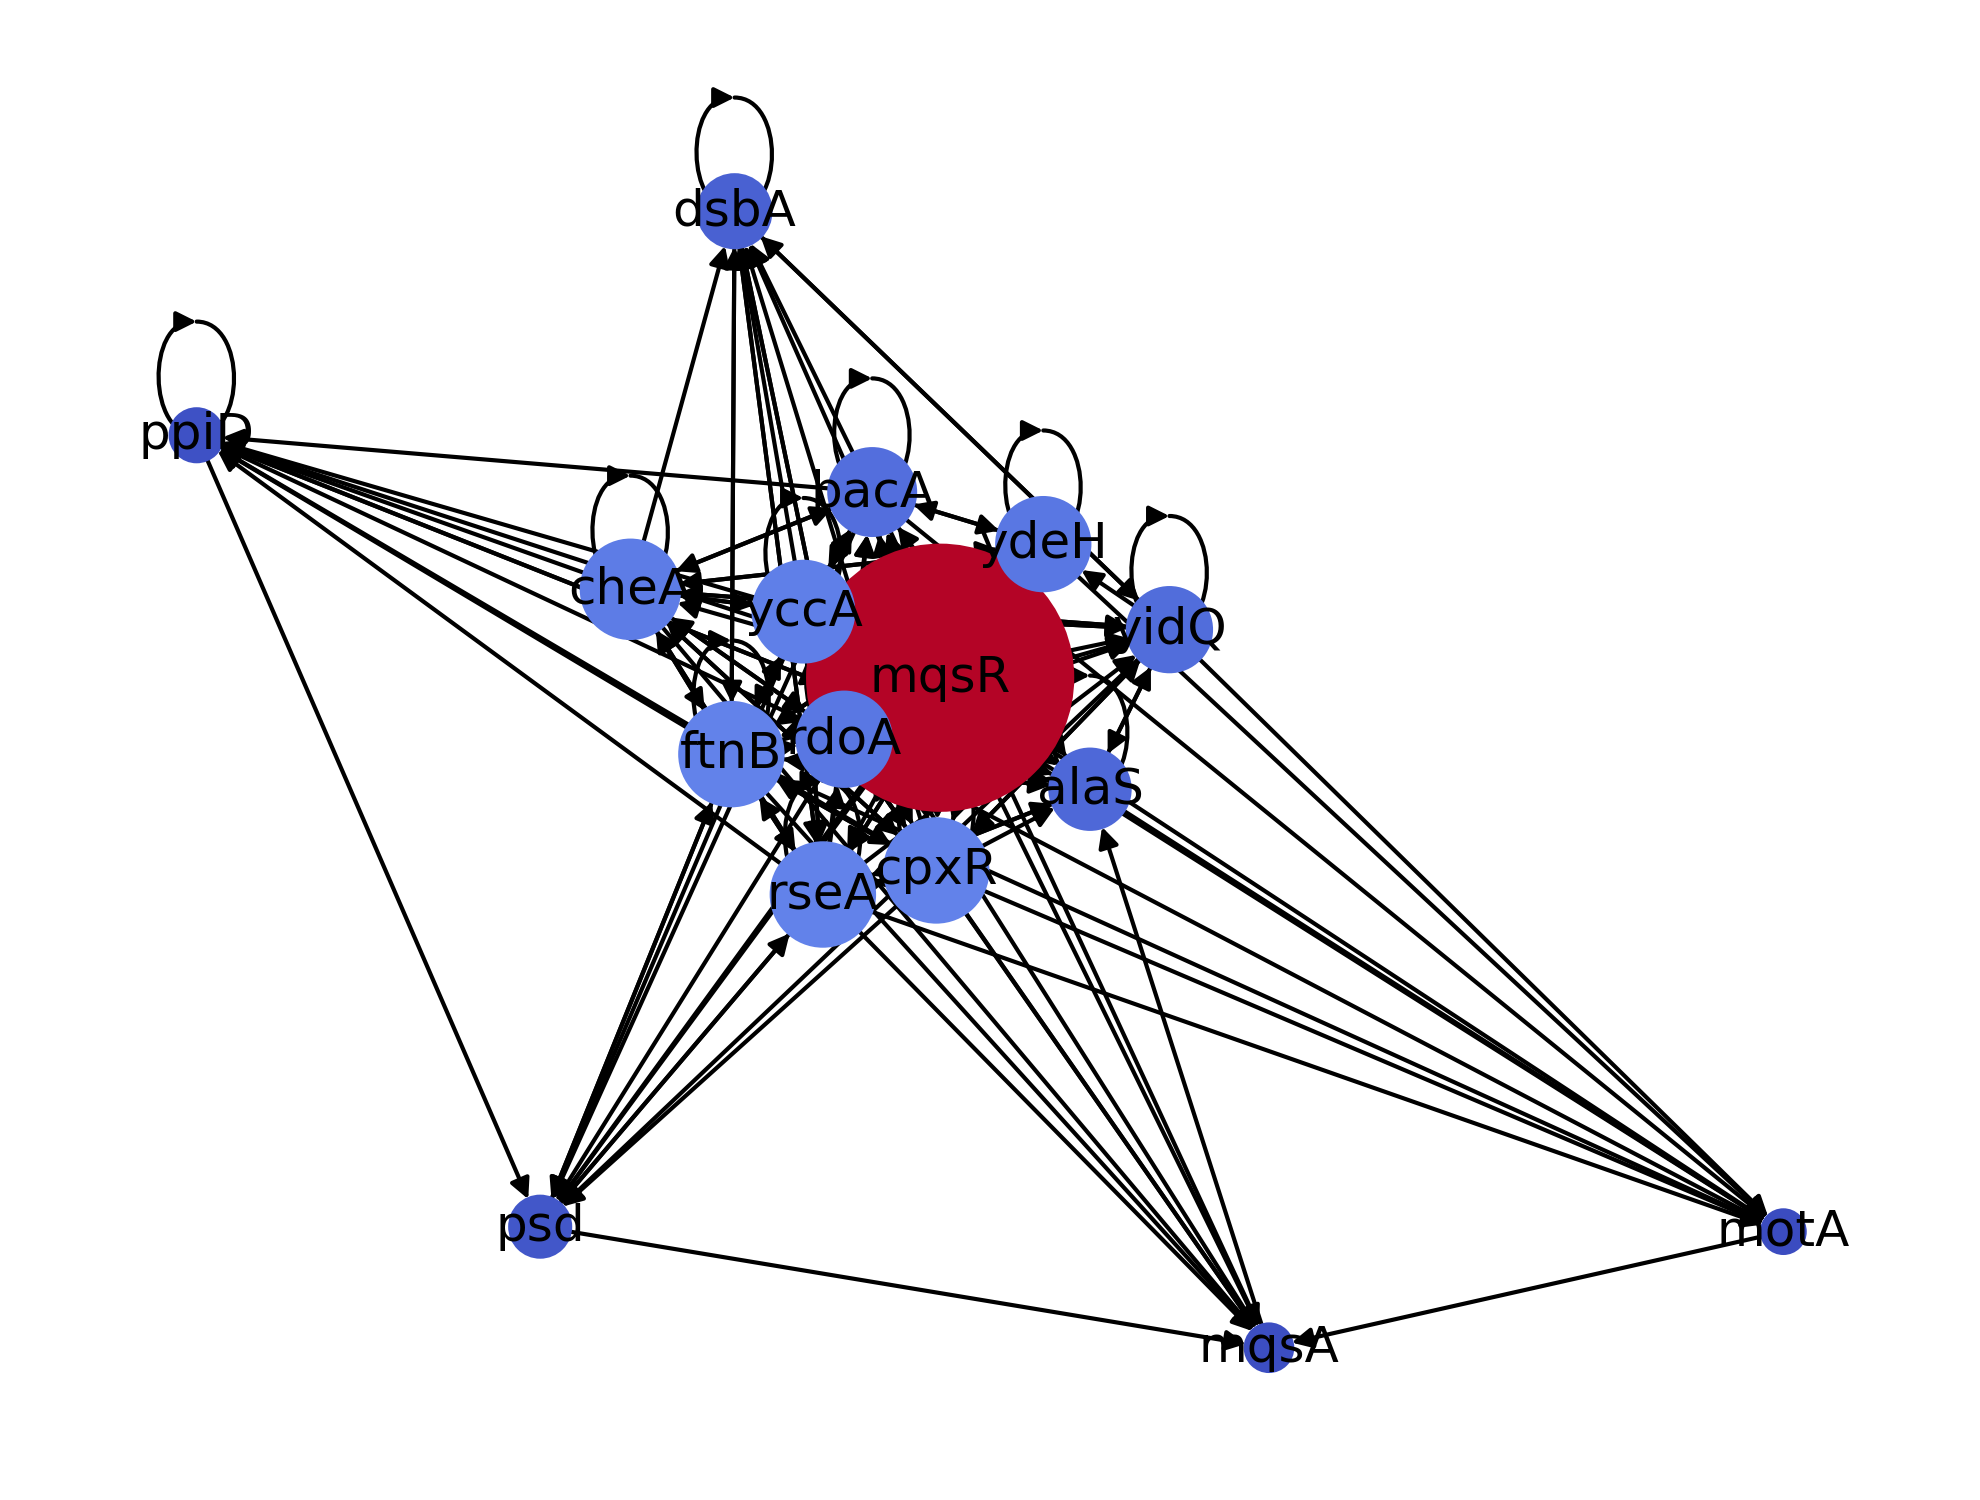 dsbA
ppiD
bacA
ydeH
cheA
yccA
yidQ
mqsR
ftnB
rdoA
alaS
rseA
cpxR
psd
motA
mqsA